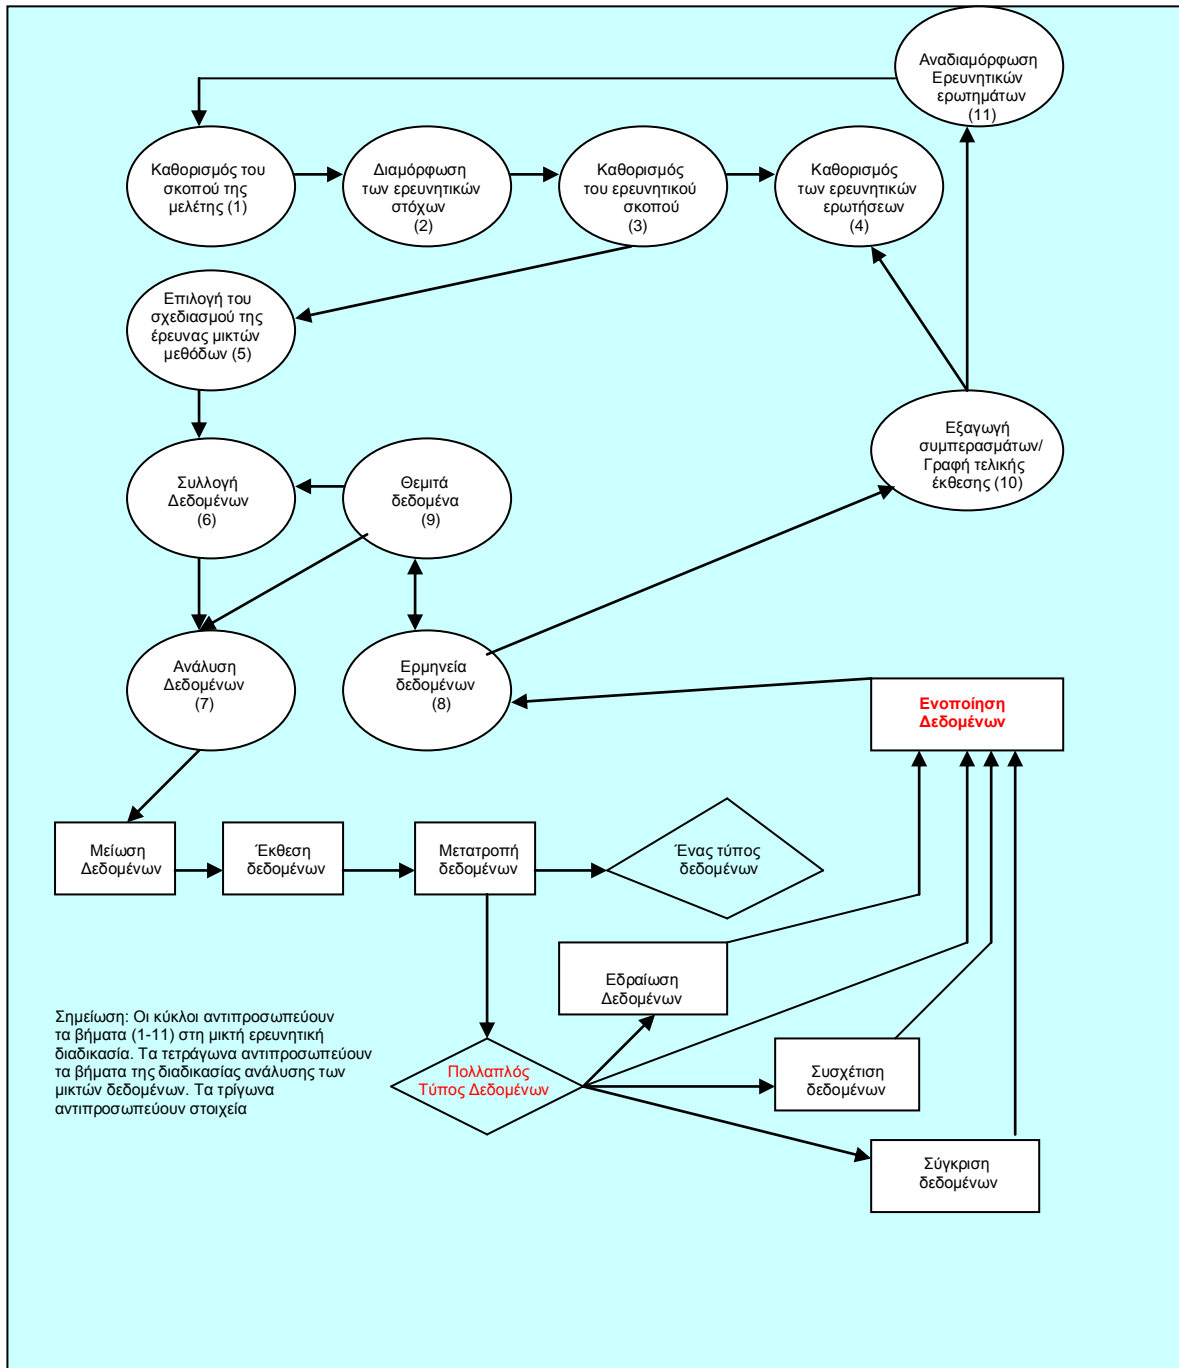 Αναδιαμόρφωση
Ερευνητικών
ερωτημάτων
(11)
Καθορισμός του
σκοπού της
μελέτης (1)
Διαμόρφωση
των ερευνητικών
στόχων
(2)
Καθορισμός
του ερευνητικού
σκοπού
(3)
Καθορισμός
των ερευνητικών
ερωτήσεων
(4)
Επιλογή του
σχεδιασμού της
έρευνας μικτών
μεθόδων (5)
Εξαγωγή
συμπερασμάτων/
Γραφή τελικής
έκθεσης (10)
Συλλογή
Δεδομένων
(6)
Θεμιτά
δεδομένα
(9)
Ανάλυση
Δεδομένων
(7)
Ερμηνεία
δεδομένων
(8)
Ενοποίηση
Δεδομένων
Μείωση
Δεδομένων
Έκθεση
δεδομένων
Μετατροπή
δεδομένων
Ένας τύπος
δεδομένων
Εδραίωση
Δεδομένων
Σημείωση: Οι κύκλοι αντιπροσωπεύουν
τα βήματα (1-11) στη μικτή ερευνητική
διαδικασία. Τα τετράγωνα αντιπροσωπεύουν
τα βήματα της διαδικασίας ανάλυσης των
μικτών δεδομένων. Τα τρίγωνα
αντιπροσωπεύουν στοιχεία
Πολλαπλός
Τύπος Δεδομένων
Συσχέτιση
δεδομένων
Σύγκριση
δεδομένων